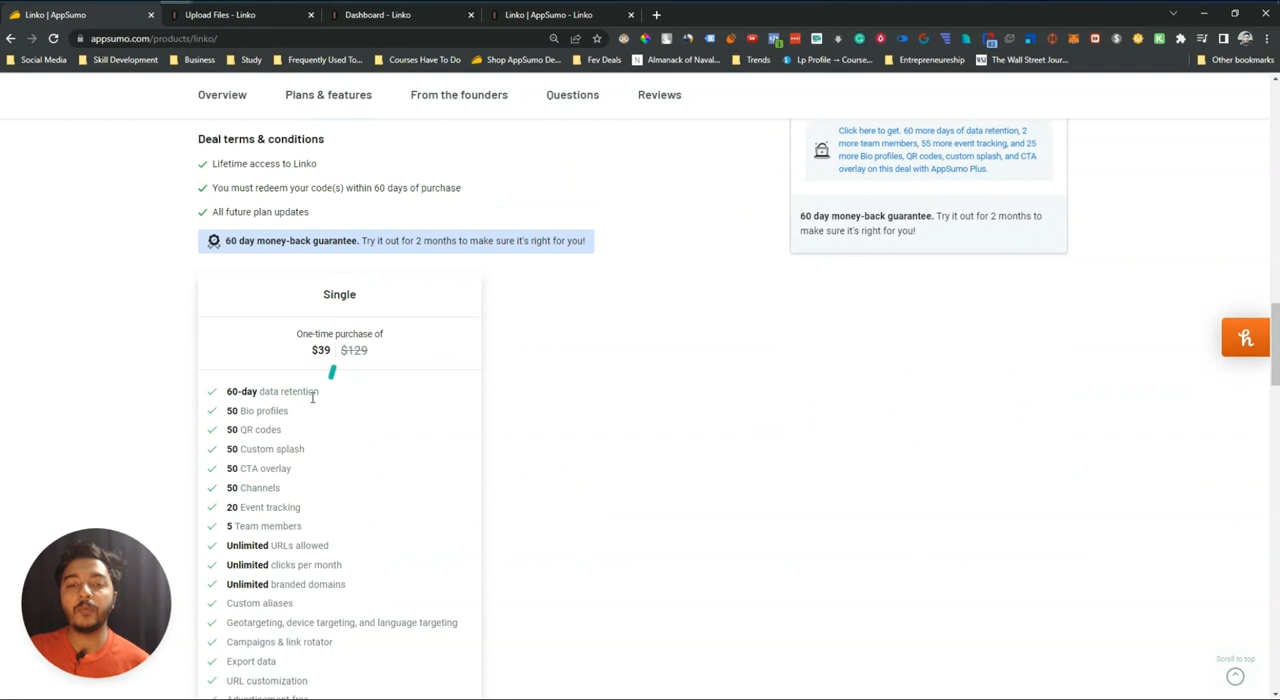 Linko | AppSumo
Upload Files - Linko
Dashboard - Linko
Linko | AppSumo - Linko
appsumo.com/products/linko/
Social Media
Skill Development
Business
Study
Frequently Used To...
Courses Have To Do
Shop AppSumo De...
Fev Deals
Almanack of Naval...
Trends
Lp Profile → Course...
Entrepreneureship
The Wall Street Jour...
Other bookmarks
Overview
Plans & features
From the founders
Questions
Reviews
Deal terms & conditions
Lifetime access to Linko
You must redeem your code(s) within 60 days of purchase
All future plan updates
60 day money-back guarantee. Try it out for 2 months to make sure it's right for you!
Click here to get. 60 more days of data retention, 2
more team members, 55 more event tracking, and 25
more Bio profiles, QR codes, custom splash, and CTA
overlay on this deal with AppSumo Plus.
60 day money-back guarantee. Try it out for 2 months to
make sure it's right for you!
Single
One-time purchase of
$39 $129
60-day data retention
50 Bio profiles
50 QR codes
50 Custom splash
50 CTA overlay
50 Channels
20 Event tracking
5 Team members
Unlimited URLs allowed
Unlimited clicks per month
Unlimited branded domains
Custom aliases
Geotargeting, device targeting, and language targeting
Campaigns & link rotator
Export data
URL customization
Scroll to top